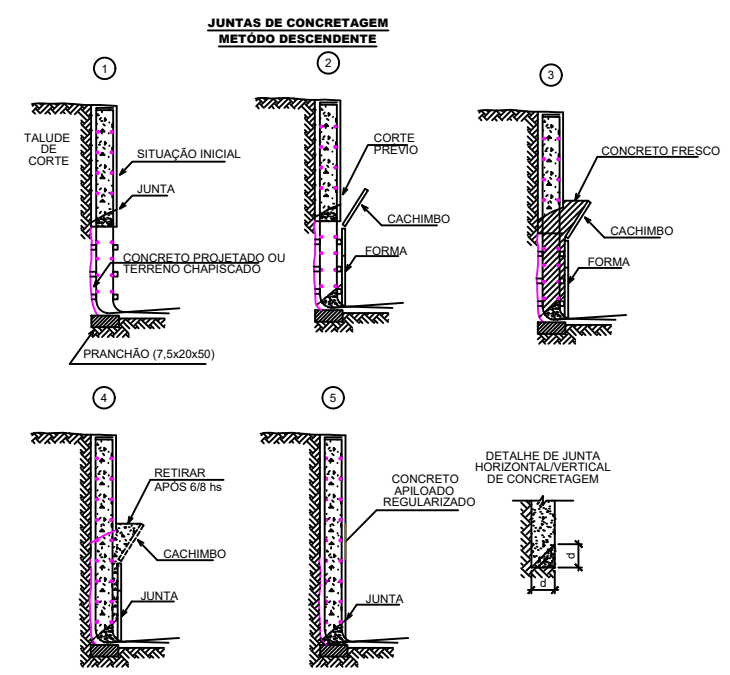 JUNTAS DE CONCRETAGEM
METÓDO DESCENDENTE
1
TALUDE
DE
CORTE
SITUAÇÃO INICIAL
JUNTA
CONCRETO PROJETADO OU
TERRENO CHAPISCADO
PRANCHÃO (7,5x20x50)
2
CORTE
PRÉVIO
CACHIMBO
FORMA
3
CONCRETO FRESCO
CACHIMBO
FORMA
4
RETIRAR
APÓS 6/8 hs
CACHIMBO
JUNTA
5
CONCRETO
APILOADO
REGULARIZADO
JUNTA
DETALHE DE JUNTA
HORIZONTAL/VERTICAL
DE CONCRETAGEM
d
d